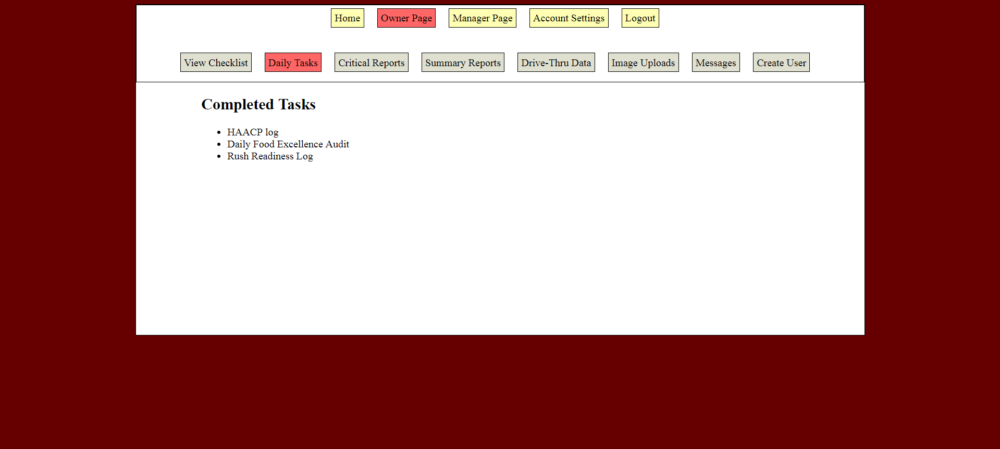 Home Owner Page Manager Page Account Settings Logout
View Checklist Daily Tasks Critical Reports Summary Reports Drive-Thru Data Image Uploads Messages Create User
Completed Tasks
HAACP log
Daily Food Excellence Audit
Rush Readiness Log